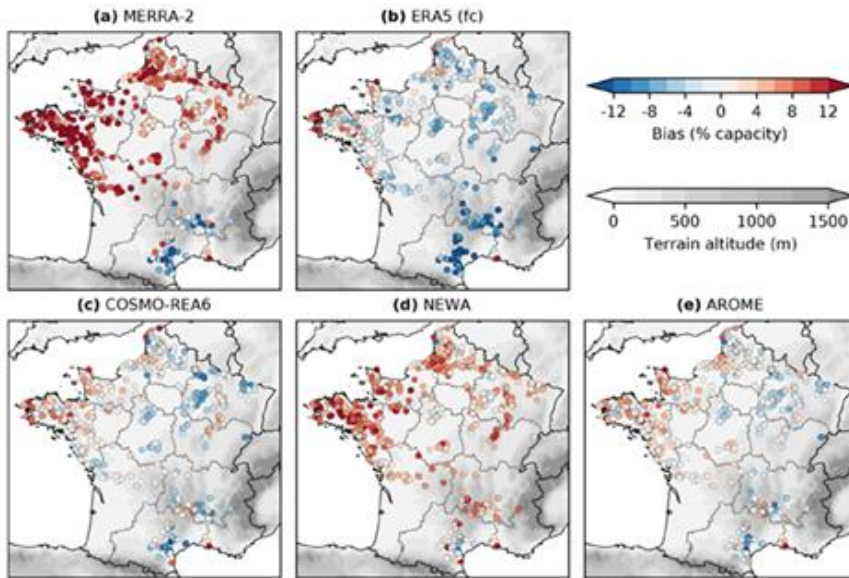 (a) MERRA-2
(b) ERA5 (fc)
-12 -8 -4 0 4 8 12
Bias (% capacity)
0 500 1000 1500
Terrain altitude (m)
(c) COSMO-REA6
(d) NEWA
(e) AROME